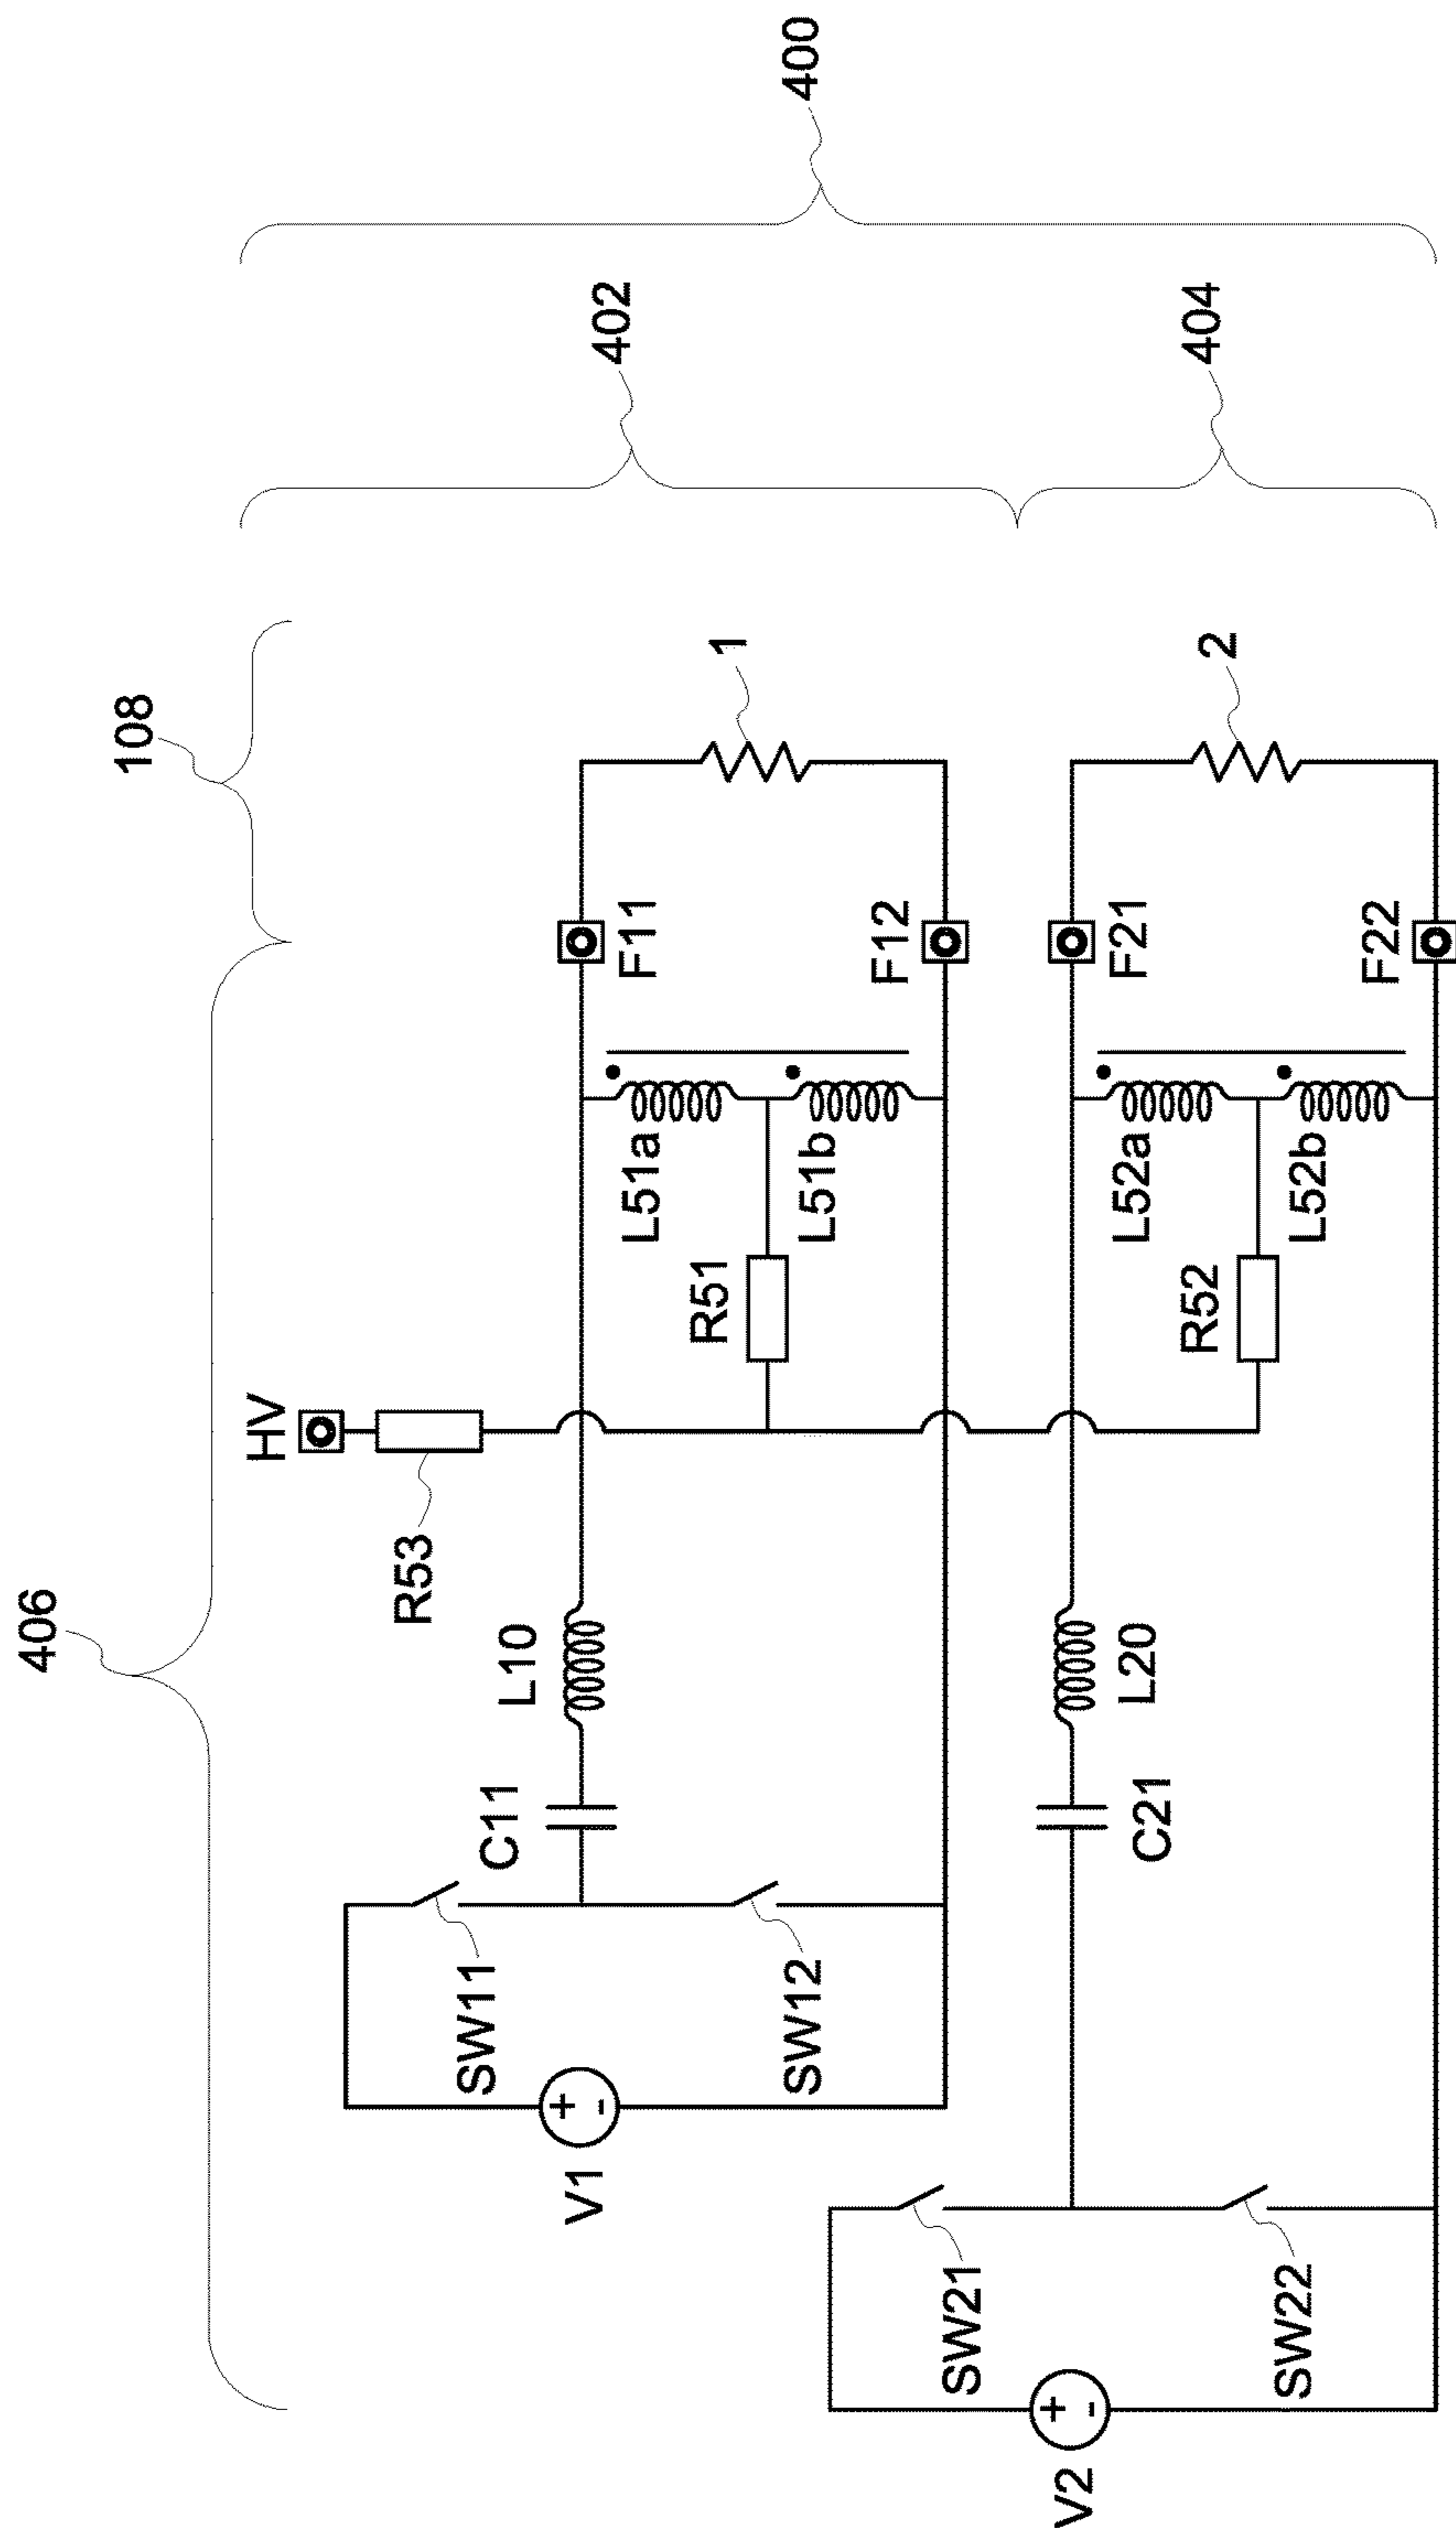 400
402
404
108
406
1
2
F11
F12
F21
F22
L51a
L51b
L52a
L52b
R51
R52
HV
R53
L10
L20
C11
C21
SW11
SW12
SW21
SW22
+
-
V1
+
-
V2